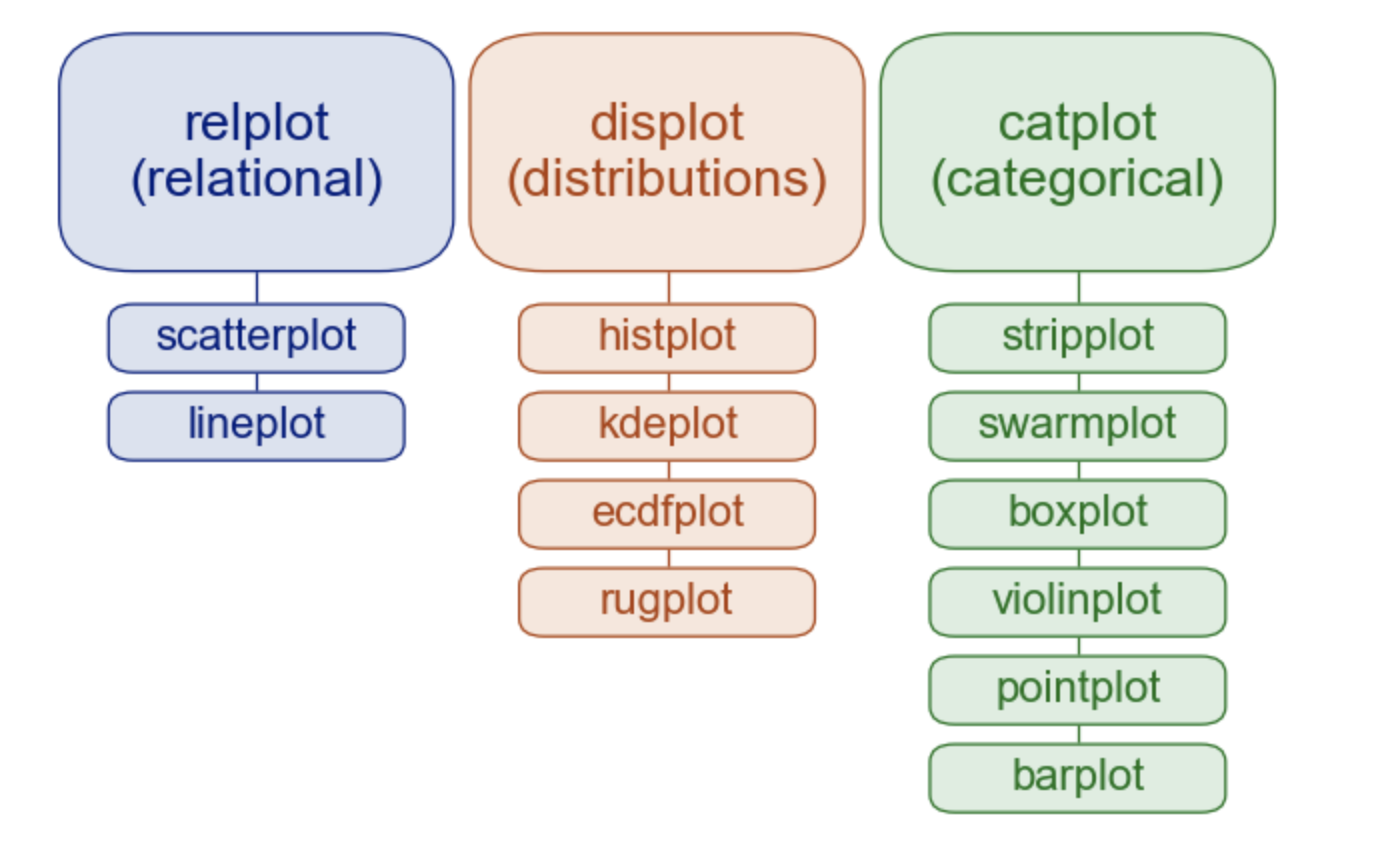 relplot
(relational)
scatterplot
lineplot
displot
(distributions)
histplot
kdeplot
ecdfplot
rugplot
catplot
(categorical)
stripplot
swarmplot
boxplot
violinplot
pointplot
barplot